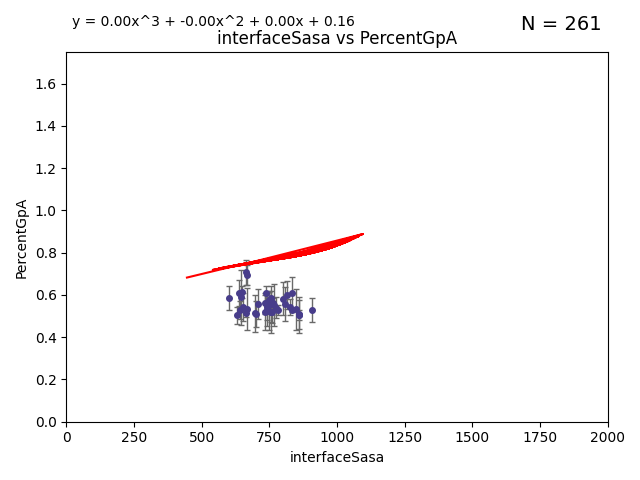 y = 0.00x^3 + -0.00x^2 + 0.00x + 0.16
N = 261
interfaceSasa vs PercentGpA
PercentGpA
1.6
1.4
1.2
1.0
0.8
0.6
0.4
0.2
0.0
0 250 500 750 1000 1250 1500 1750 2000
interfaceSasa